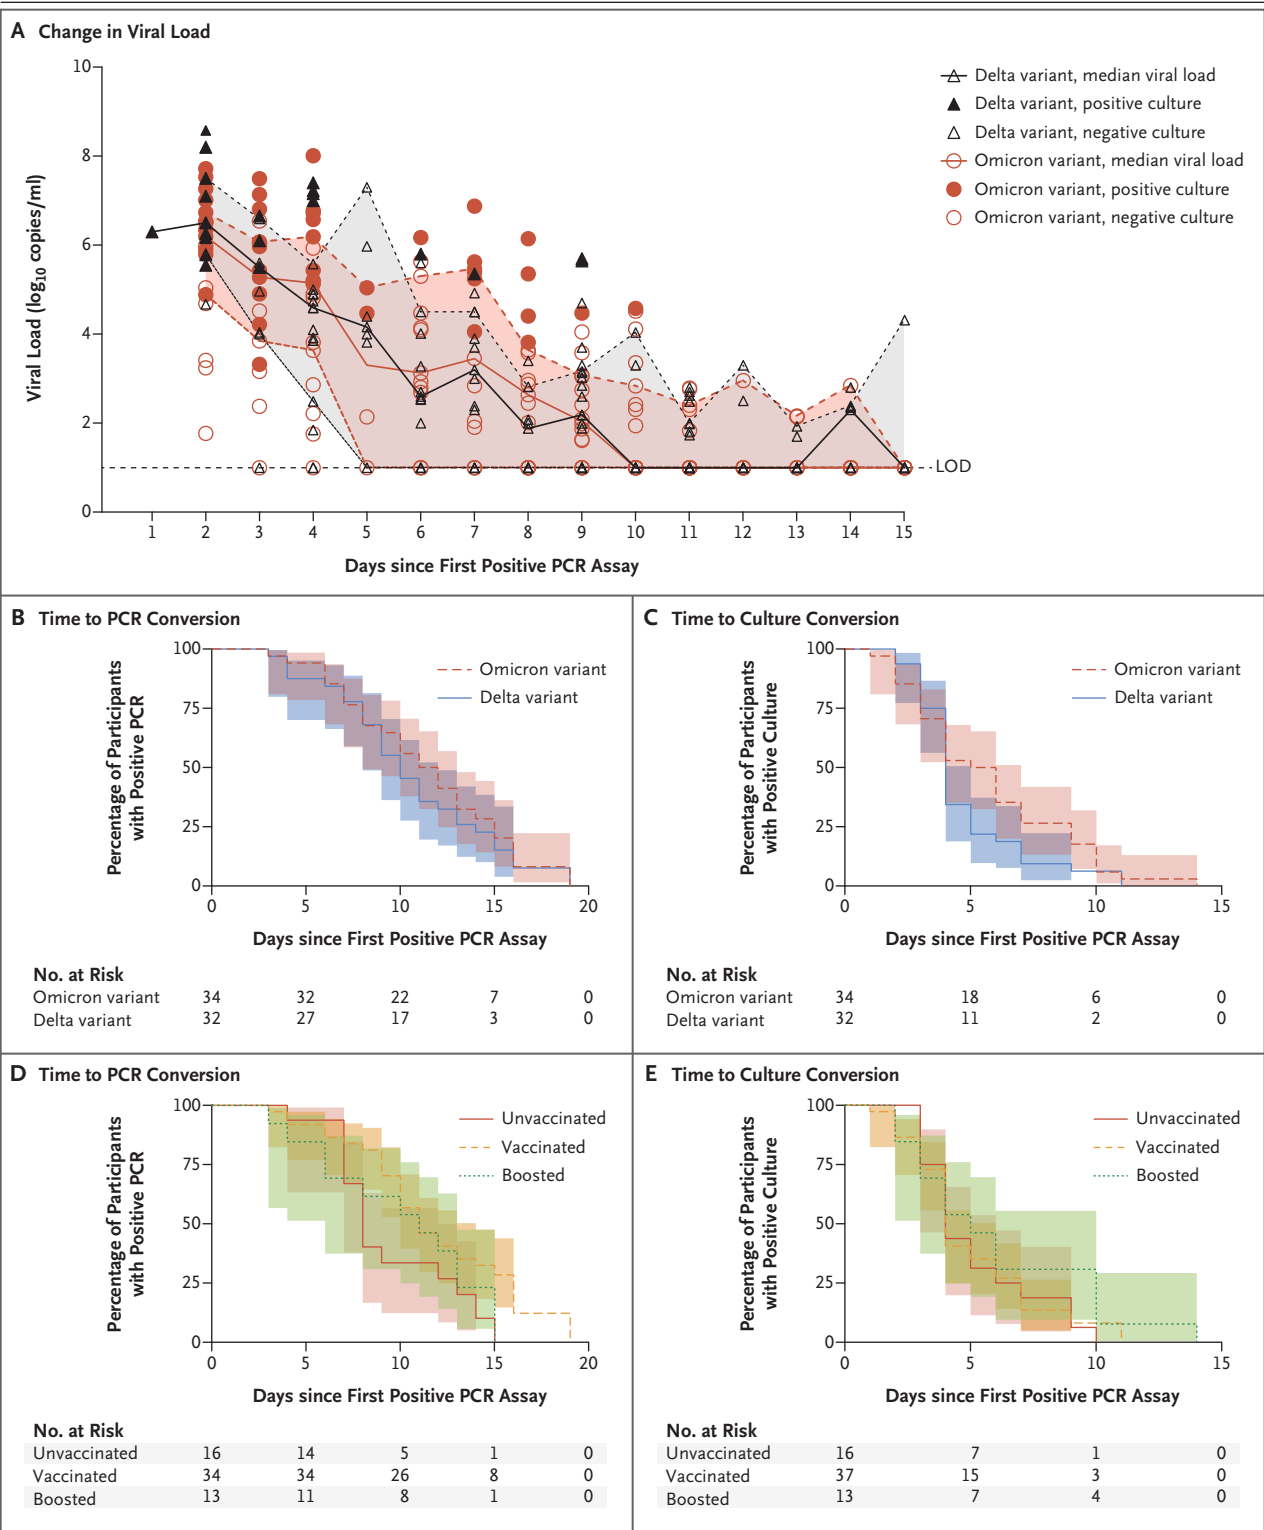 A Change in Viral Load
10
8
6
4
2
0
Viral Load (log10 copies/ml)
Delta variant, median viral load
Delta variant, positive culture
Delta variant, negative culture
Omicron variant, median viral load
Omicron variant, positive culture
Omicron variant, negative culture
LOD
1 2 3 4 5 6 7 8 9 10 11 12 13 14 15
Days since First Positive PCR Assay
B Time to PCR Conversion
Percentage of Participants
with Positive PCR
100
75
50
25
0
Omicron variant
Delta variant
0 5 10 15 20
Days since First Positive PCR Assay
No. at Risk
Omicron variant 34 32 22 7 0
Delta variant 32 27 17 3 0
C Time to Culture Conversion
Percentage of Participants
with Positive Culture
100
75
50
25
0
Omicron variant
Delta variant
0 5 10 15
Days since First Positive PCR Assay
No. at Risk
Omicron variant 34 18 6 0
Delta variant 32 11 2 0
D Time to PCR Conversion
Percentage of Participants
with Positive PCR
100
75
50
25
0
Unvaccinated
Vaccinated
Boosted
0 5 10 15 20
Days since First Positive PCR Assay
No. at Risk
Unvaccinated 16 14 5 1 0
Vaccinated 34 34 26 8 0
Boosted 13 11 8 1 0
E Time to Culture Conversion
Percentage of Participants
with Positive Culture
100
75
50
25
0
Unvaccinated
Vaccinated
Boosted
0 5 10 15
Days since First Positive PCR Assay
No. at Risk
Unvaccinated 16 7 1 0
Vaccinated 37 15 3 0
Boosted 13 7 4 0